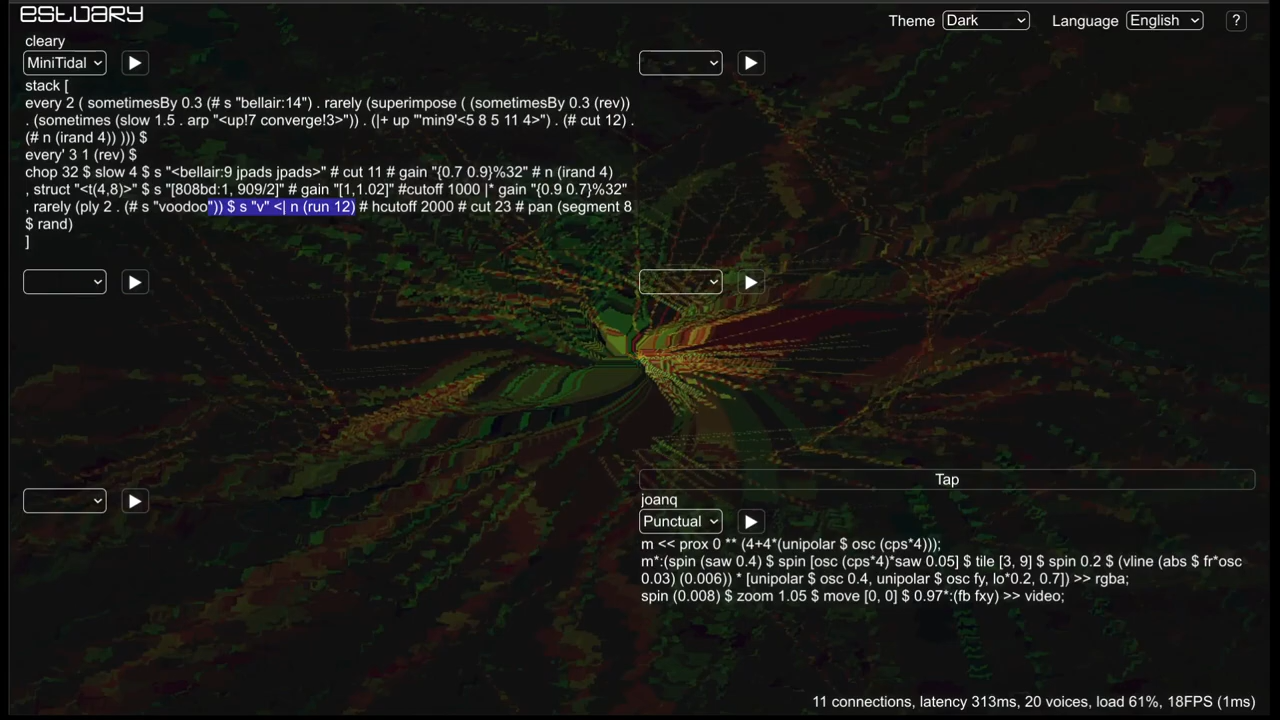 estuary
Theme Dark Language English ?
cleary
MiniTidal
stack [
every 2 ( sometimesBy 0.3 (# s "bellair:14") . rarely (superimpose ( (sometimesBy 0.3 (rev))
. (sometimes (slow 1.5 . arp "<up!7 converge!3>")) . (|+ up "'min9'<5 8 5 11 4>") . (# cut 12) .
(# n (irand 4)) ))) $
every' 3 1 (rev) $
chop 32 $ slow 4 $ s "<bellair:9 jpads jpads>" # cut 11 # gain "{0.7 0.9}%32" # n (irand 4)
, struct "<t(4,8)>" $ s "[808bd:1, 909/2]" # gain "[1,1.02]" #cutoff 1000 |* gain "{0.9 0.7}%32"
, rarely (ply 2 . (# s "voodoo")) $ s "v" <| n (run 12) # hcutoff 2000 # cut 23 # pan (segment 8
$ rand)
]
Tap
joanq
Punctual
m << prox 0 ** (4+4*(unipolar $ osc (cps*4)));
m*:(spin (saw 0.4) $ spin [osc (cps*4)*saw 0.05] $ tile [3, 9] $ spin 0.2 $ (vline (abs $ fr*osc
0.03) (0.006)) * [unipolar $ osc 0.4, unipolar $ osc fy, lo*0.2, 0.7]) >> rgba;
spin (0.008) $ zoom 1.05 $ move [0, 0] $ 0.97*:(fb fxy) >> video;
11 connections, latency 313ms, 20 voices, load 61%, 18FPS (1ms)